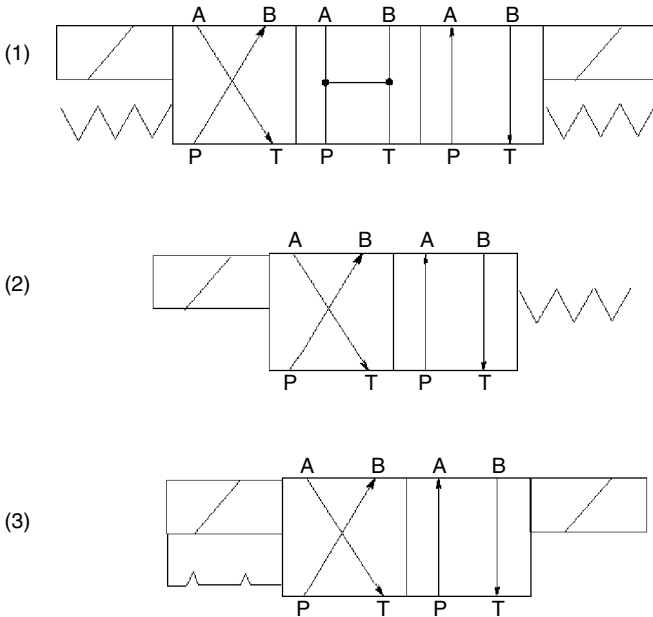 A B A B A B
(1)
P T P T P T
A B A B
(2)
P T P T
A B A B
(3)
P T P T